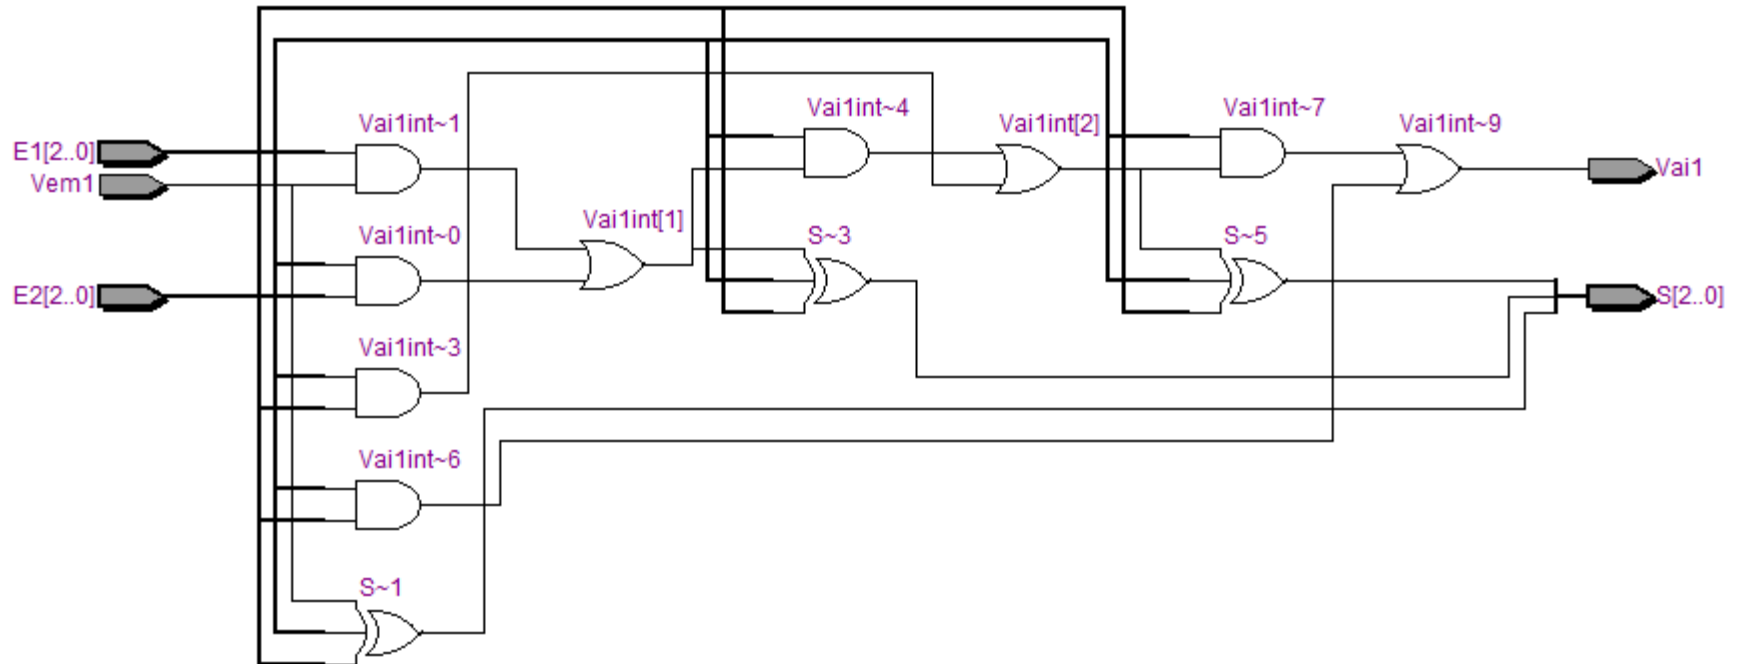 Vai1int~4
Vai1int~7
Vai1int~1
Vai1int[2]
Vai1int~9
E1[2..0]
Vem1
Vai1
Vai1int[1]
Vai1int~0
S~3
S~5
E2[2..0]
S[2..0]
Vai1int~3
Vai1int~6
S~1